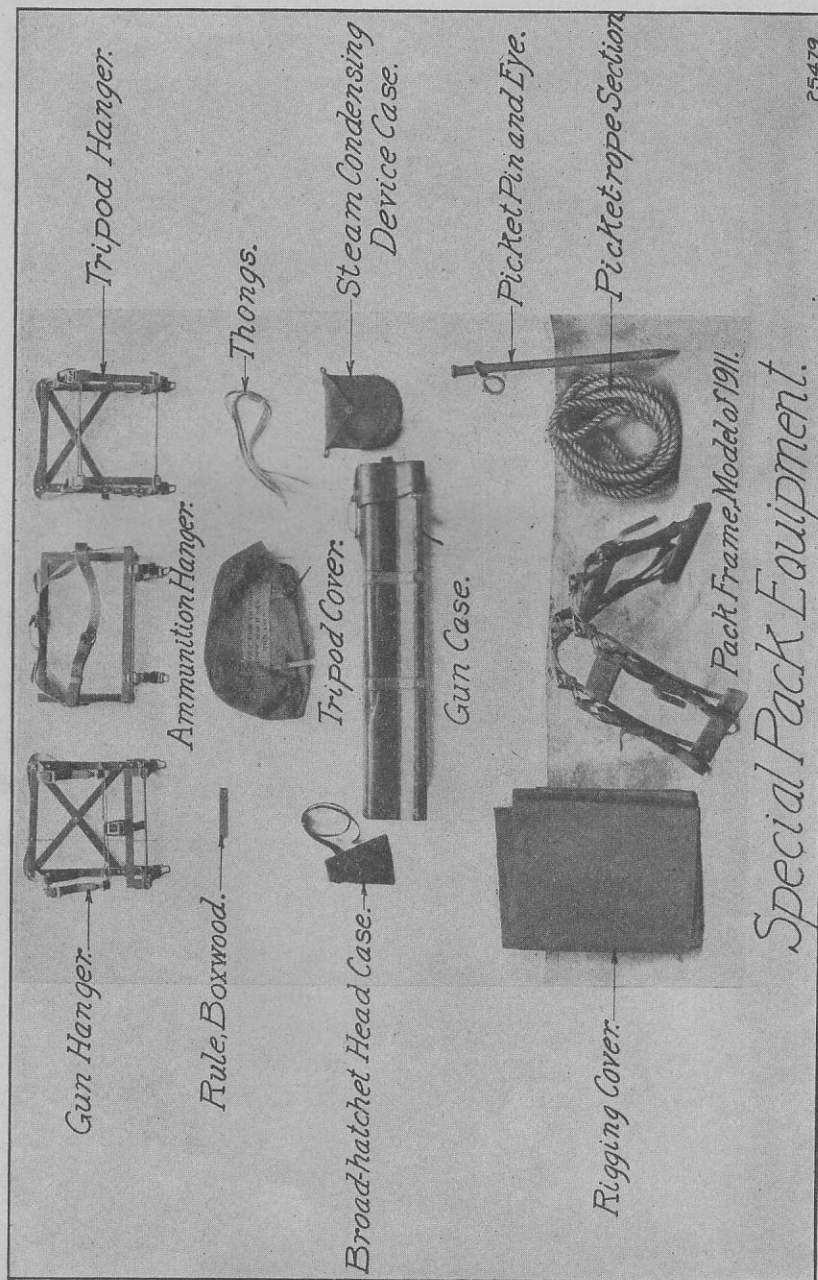 Gun Hanger.
Tripod Hanger.
Ammunition Hanger.
Rule, Boxwood.
Thongs.
Tripod Cover.
Broad-hatchet Head Case.
Steam Condensing
Device Case.
Gun Case.
Picket Pin and Eye.
Rigging Cover.
Picket-rope Section
Pack Frame, Model of 1911.
Special Pack Equipment.
25479